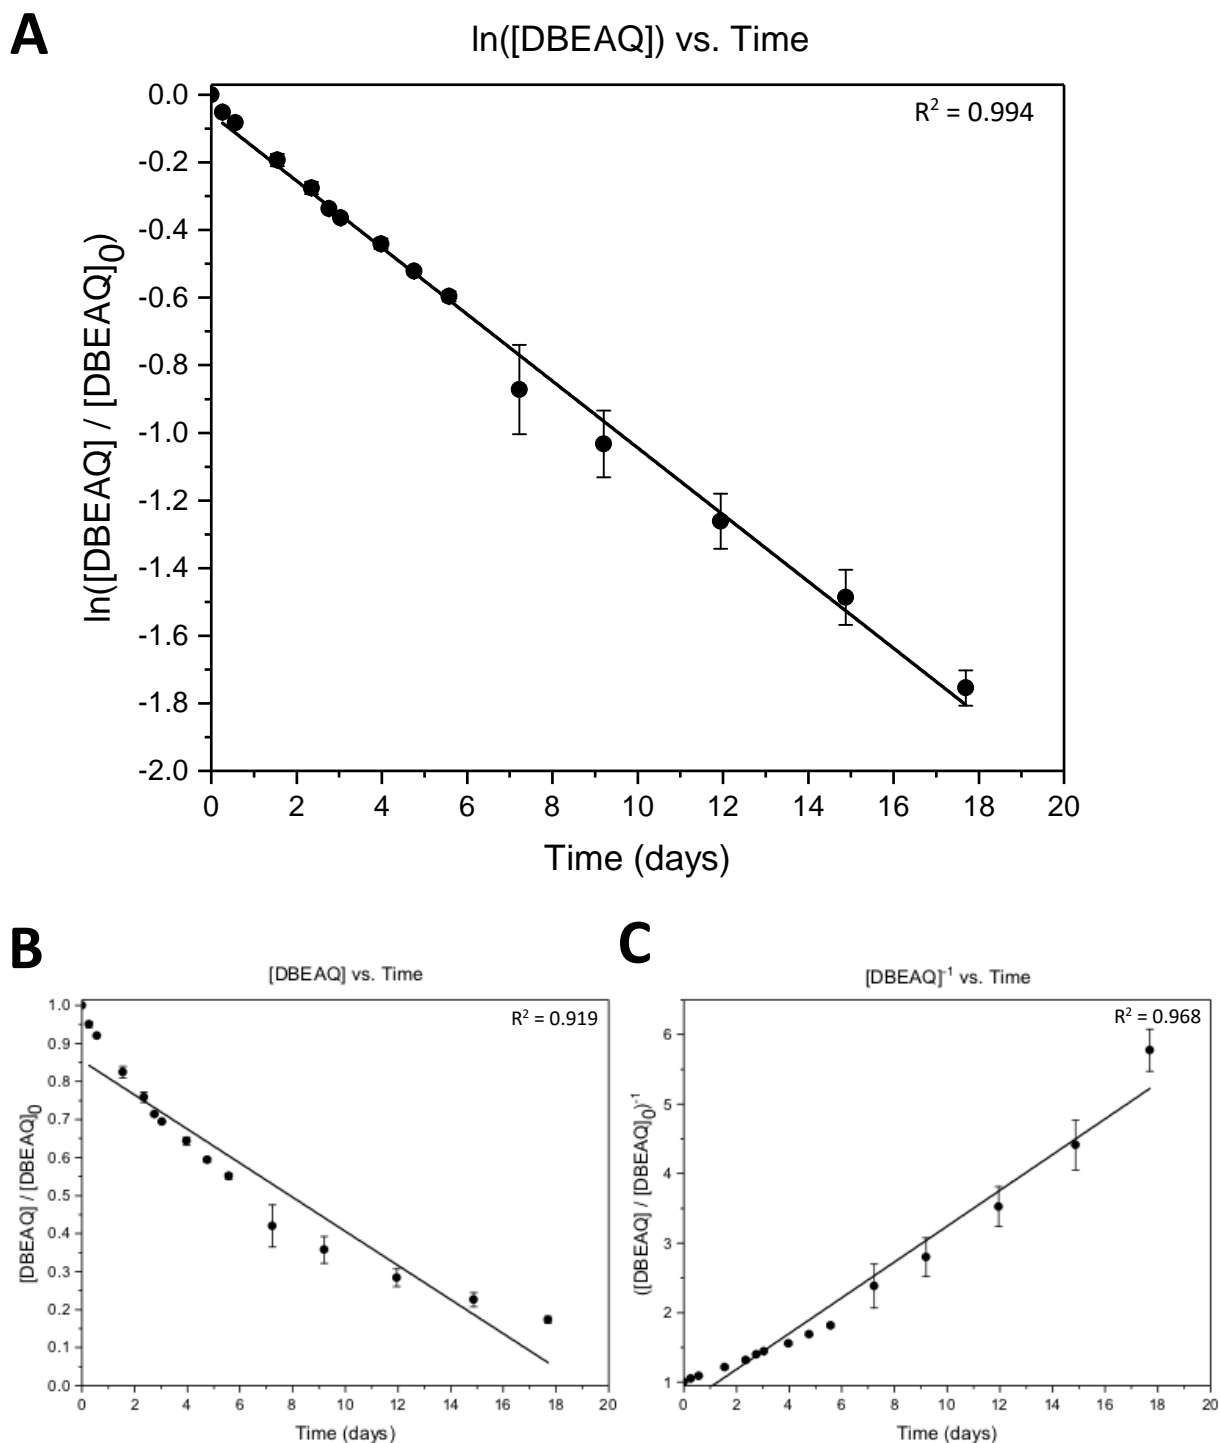 A
ln([DBEAQ]) vs. Time
R² = 0.994
ln([DBEAQ] / [DBEAQ]₀)
0.0
-0.2
-0.4
-0.6
-0.8
-1.0
-1.2
-1.4
-1.6
-1.8
-2.0
0 2 4 6 8 10 12 14 16 18 20
Time (days)
B
[DBEAQ] vs. Time
R² = 0.919
[DBEAQ] / [DBEAQ]₀
1.0
0.9
0.8
0.7
0.6
0.5
0.4
0.3
0.2
0.1
0.0
0 2 4 6 8 10 12 14 16 18 20
Time (days)
C
[DBEAQ]⁻¹ vs. Time
R² = 0.968
([DBEAQ] / [DBEAQ]₀)⁻¹
6
5
4
3
2
1
0 2 4 6 8 10 12 14 16 18 20
Time (days)